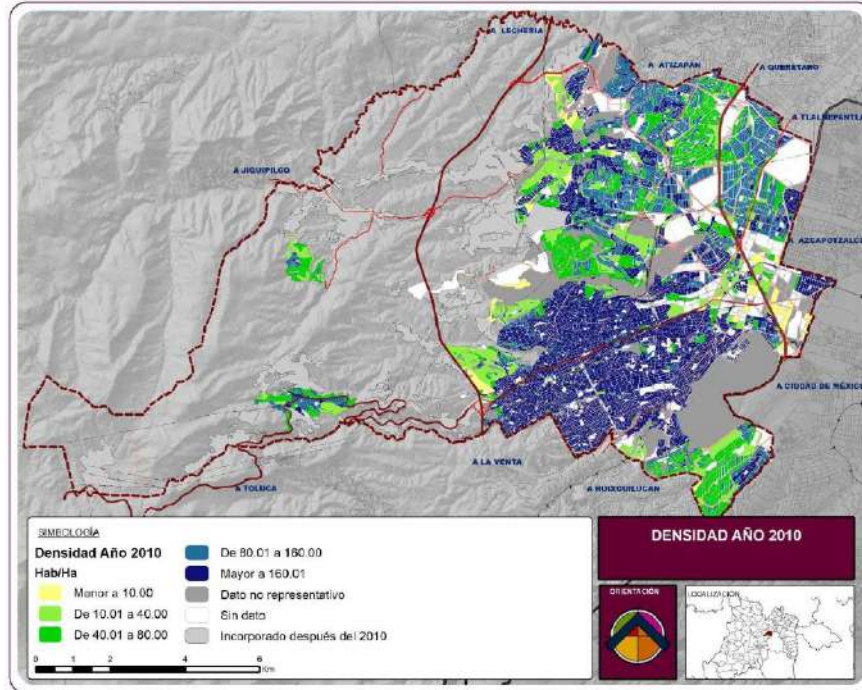 A LECHERIA
A ATIZAPÁN
A QUERÉTARO
A TLALNEPANTLA
A JIQUIPILCO
A AZCAPOTZALCO
A CIUDAD DE MÉXICO
A LA VENTA
A TOLUCA
A HUIXQUILUCAN
SIMBOLOGÍA
Densidad Año 2010
Hab/Ha
Menor a 10.00
De 10.01 a 40.00
De 40.01 a 80.00
De 80.01 a 160.00
Mayor a 160.01
Dato no representativo
Sin dato
Incorporado después del 2010
0 1 2 4 6
Km
DENSIDAD AÑO 2010
ORIENTACIÓN
LOCALIZACIÓN